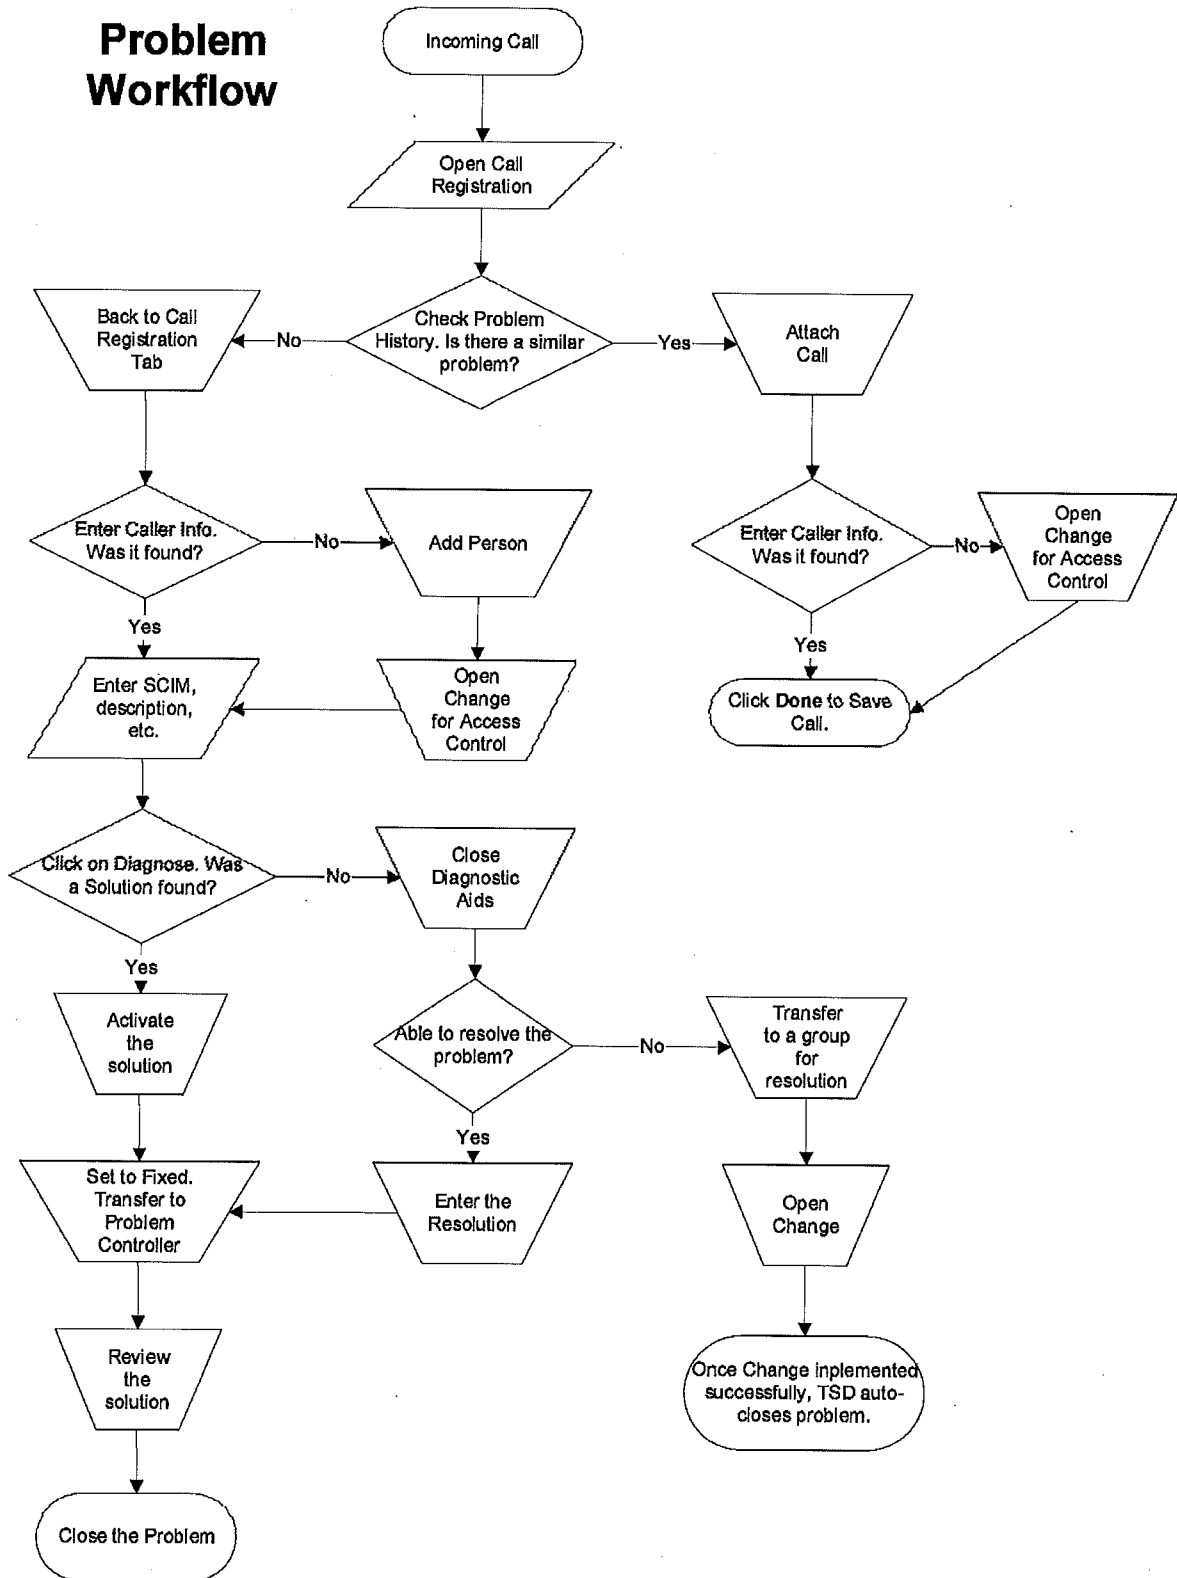 Problem
Workflow
Incoming Call
Open Call
Registration
Check Problem
History. Is there a similar
problem?
No
Yes
Back to Call
Registration
Tab
Attach
Call
Enter Caller Info.
Was it found?
No
Add Person
Yes
Enter Caller Info.
Was it found?
No
Open
Change
for Access
Control
Yes
Click Done to Save
Call.
Enter SCIM,
description,
etc.
Open
Change
for Access
Control
Click on Diagnose. Was
a Solution found?
No
Close
Diagnostic
Aids
Yes
Activate
the
solution
Able to resolve the
problem?
No
Transfer
to a group
for
resolution
Yes
Set to Fixed.
Transfer to
Problem
Controller
Enter the
Resolution
Open
Change
Review
the
solution
Once Change inplemented
successfully, TSD auto-
closes problem.
Close the Problem